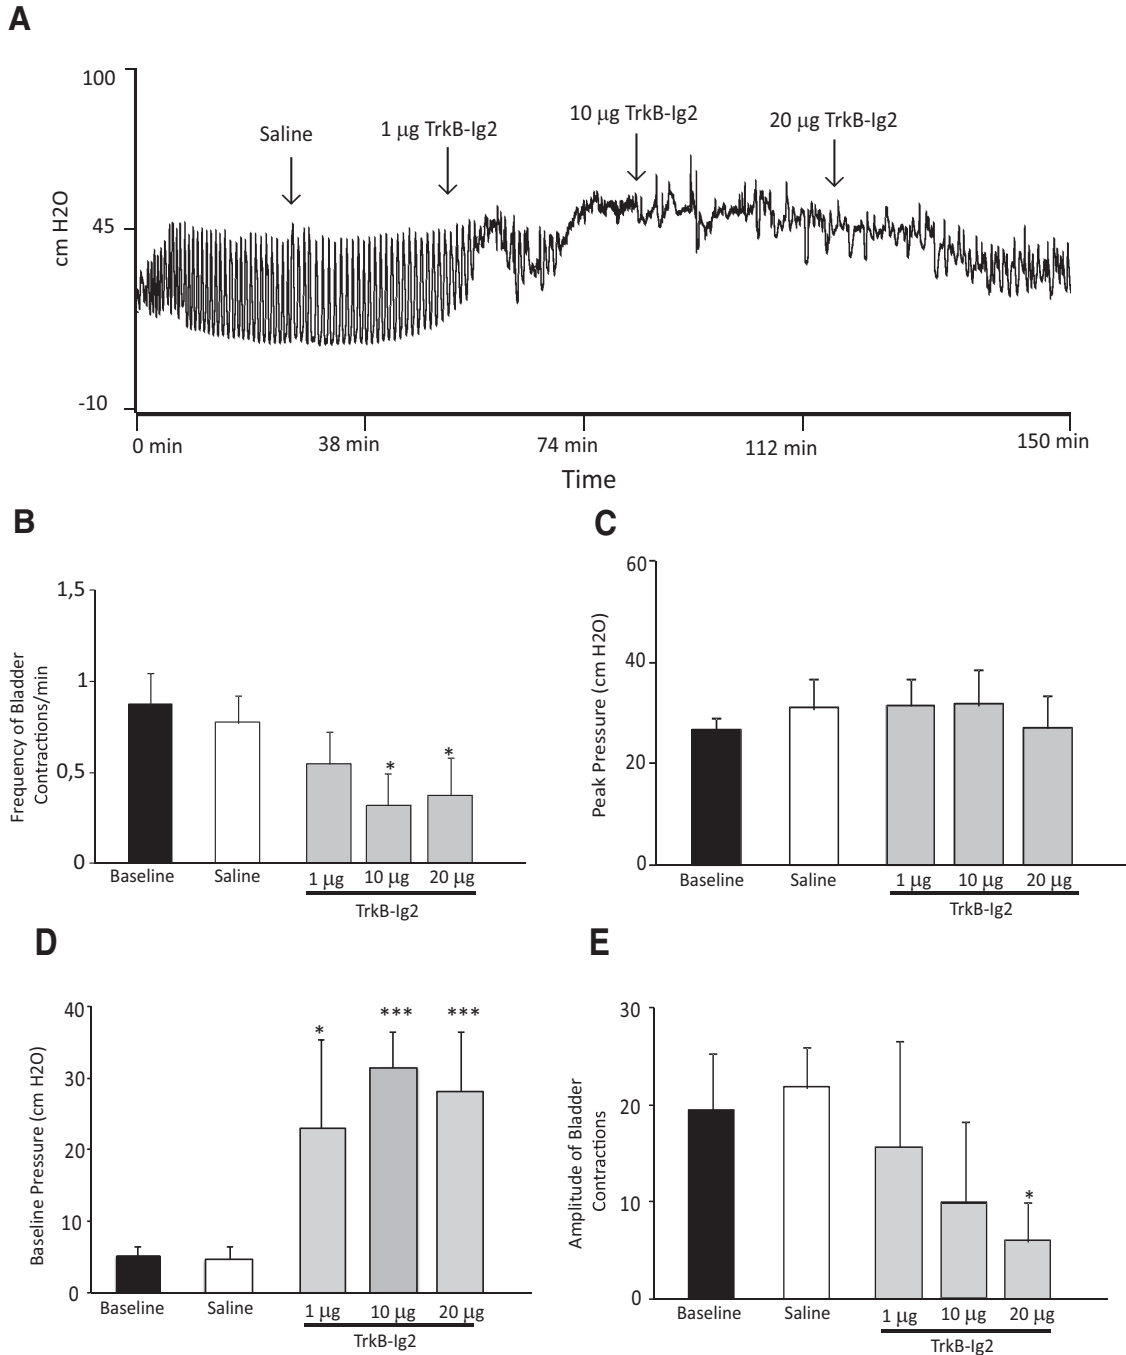 A
100
45
-10
cm H2O
Saline
1 µg TrkB-Ig2
10 µg TrkB-Ig2
20 µg TrkB-Ig2
0 min
38 min
74 min
112 min
150 min
Time
B
Frequency of Bladder
Contractions/min
1,5
1
0,5
0
*
*
Baseline
Saline
1 µg
10 µg
20 µg
TrkB-Ig2
C
Peak Pressure (cm H2O)
60
40
20
0
Baseline
Saline
1 µg
10 µg
20 µg
TrkB-Ig2
D
Baseline Pressure (cm H2O)
40
30
20
10
0
*
***
***
Baseline
Saline
1 µg
10 µg
20 µg
TrkB-Ig2
E
Amplitude of Bladder
Contractions
30
20
10
0
*
Baseline
Saline
1 µg
10 µg
20 µg
TrkB-Ig2